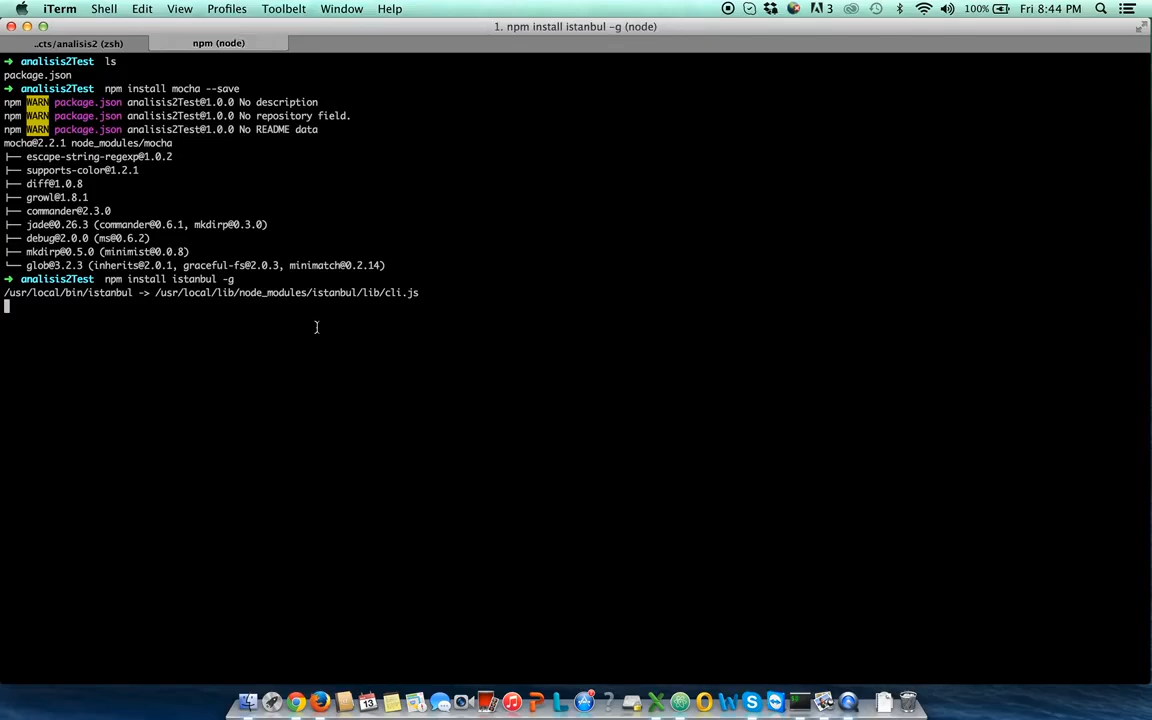 iTerm Shell Edit View Profiles Toolbelt Window Help 3 100% Fri 8:44 PM
1. npm install istanbul -g (node)
..cts/analisis2 (zsh) npm (node)
➜ analisis2Test ls
package.json
➜ analisis2Test npm install mocha --save
npm WARN package.json analisis2Test@1.0.0 No description
npm WARN package.json analisis2Test@1.0.0 No repository field.
npm WARN package.json analisis2Test@1.0.0 No README data
mocha@2.2.1 node_modules/mocha
├── escape-string-regexp@1.0.2
├── supports-color@1.2.1
├── diff@1.0.8
├── growl@1.8.1
├── commander@2.3.0
├── jade@0.26.3 (commander@0.6.1, mkdirp@0.3.0)
├── debug@2.0.0 (ms@0.6.2)
├── mkdirp@0.5.0 (minimist@0.0.8)
└── glob@3.2.3 (inherits@2.0.1, graceful-fs@2.0.3, minimatch@0.2.14)
➜ analisis2Test npm install istanbul -g
/usr/local/bin/istanbul -> /usr/local/lib/node_modules/istanbul/lib/cli.js
13